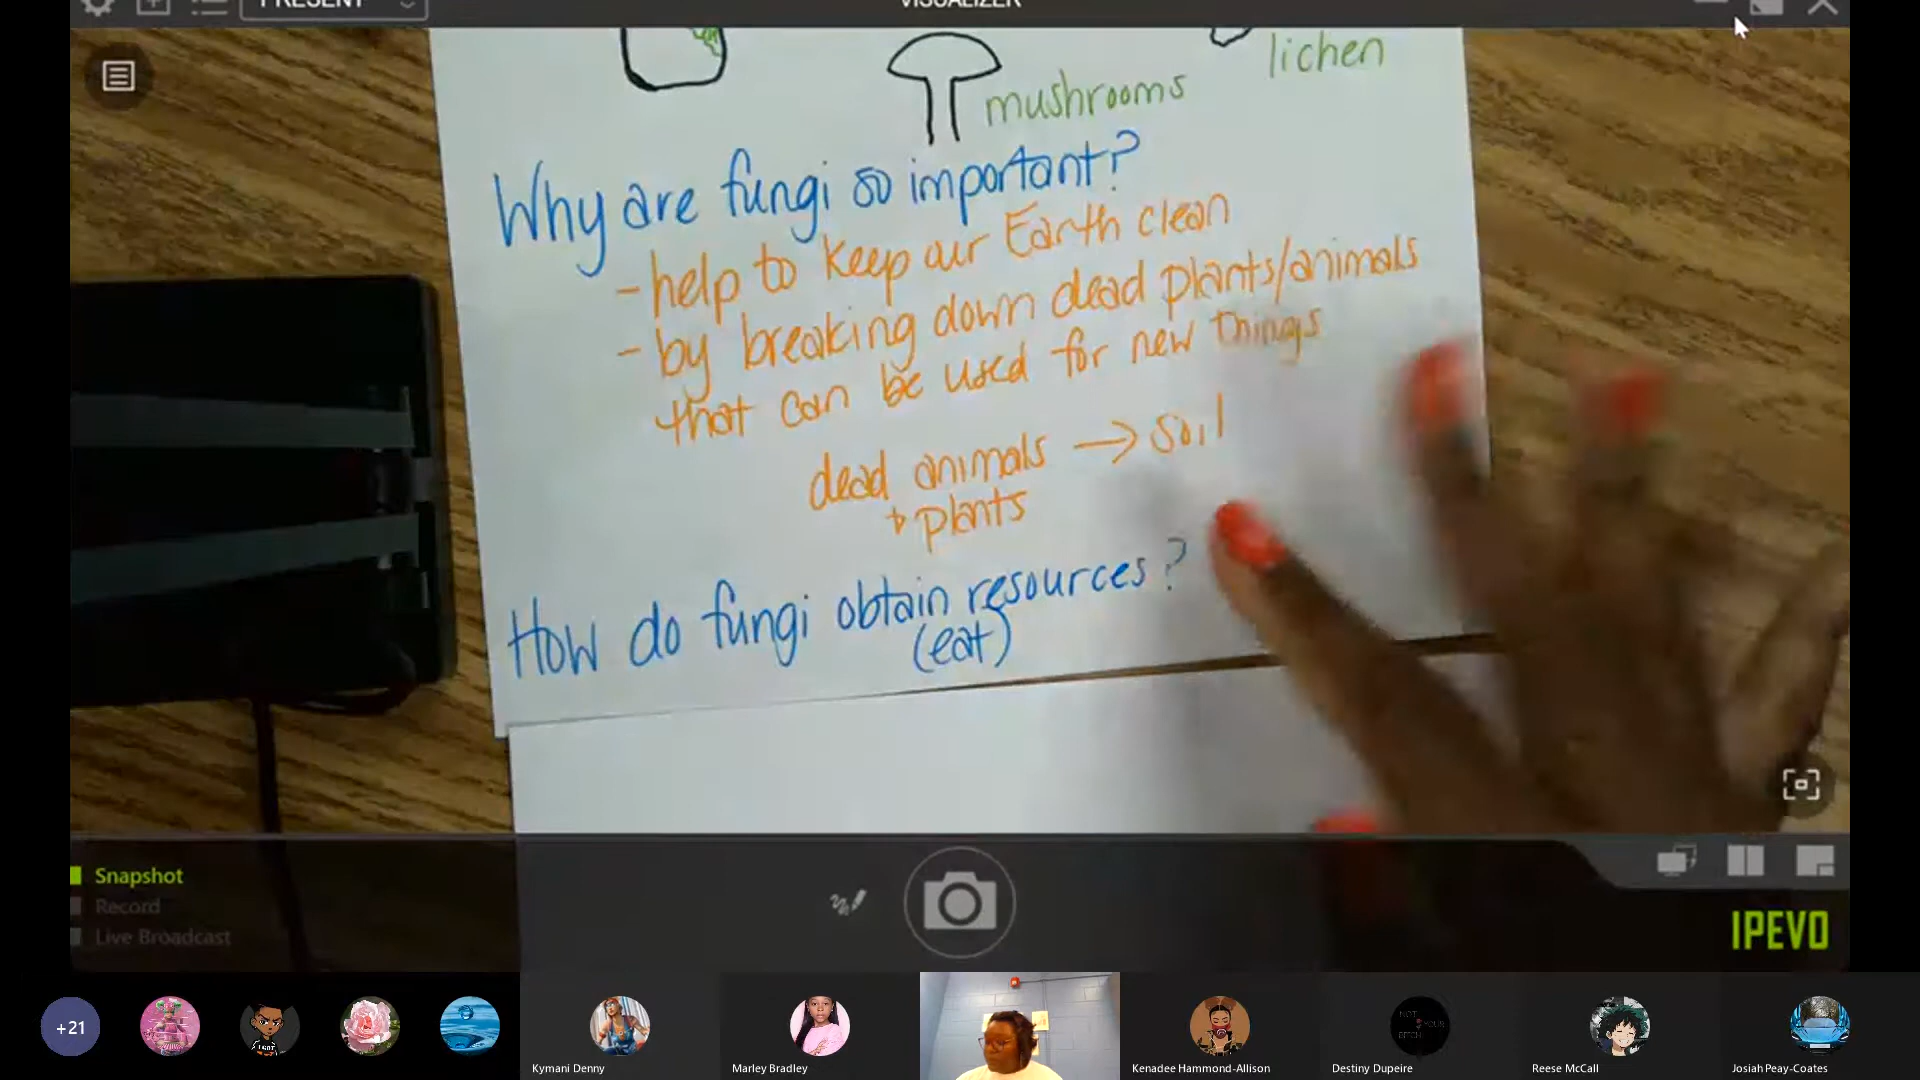 PRESENT
VISUALIZER
lichen
mushrooms
Why are fungi so important?
- help to keep our Earth clean
- by breaking down dead plants/animals
that can be used for new things
dead animals → soil
+ plants
How do fungi obtain resources?
(eat)
Snapshot
Record
Live Broadcast
IPEVO
+21
Kymani Denny
Marley Bradley
Kenadee Hammond-Allison
Destiny Dupeire
Reese McCall
Josiah Peay-Coates